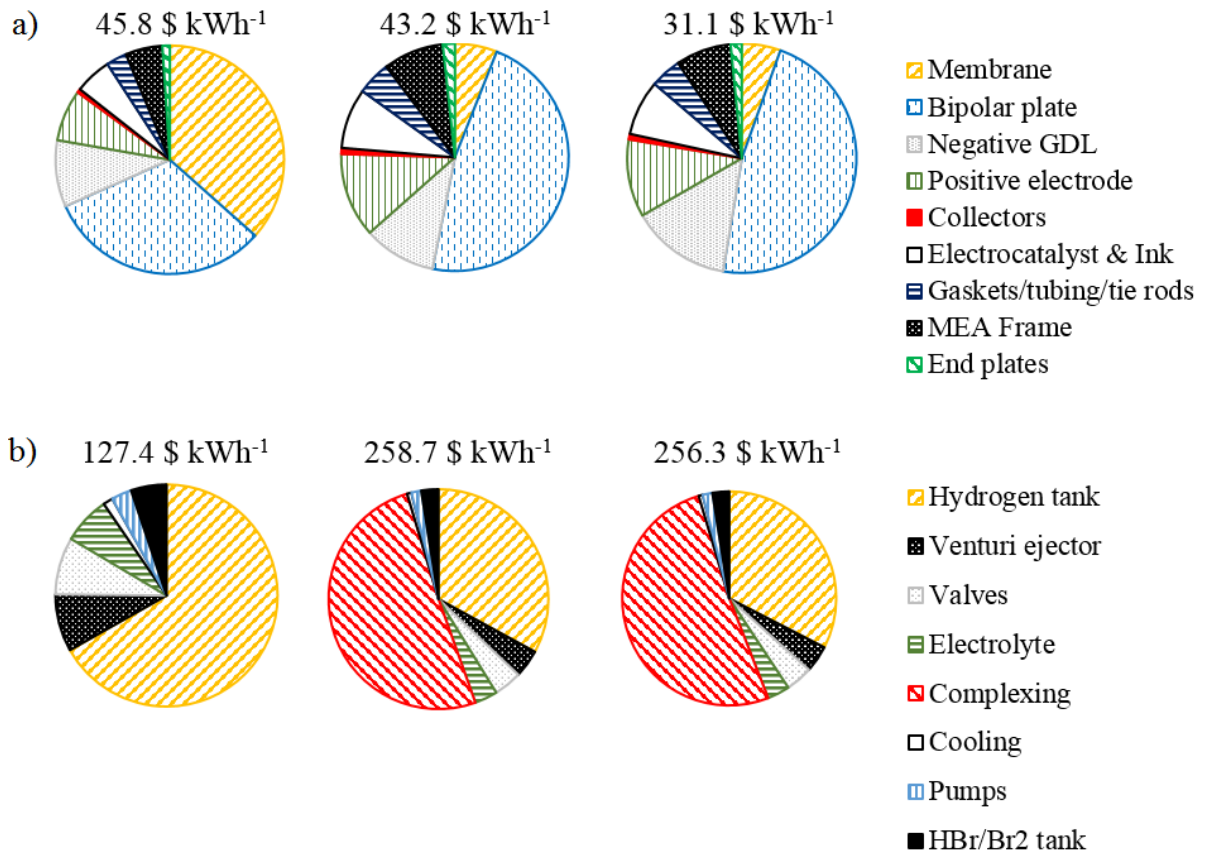 a)
45.8 $ kWh⁻¹
43.2 $ kWh⁻¹
31.1 $ kWh⁻¹
Membrane
Bipolar plate
Negative GDL
Positive electrode
Collectors
Electrocatalyst & Ink
Gaskets/tubing/tie rods
MEA Frame
End plates
b)
127.4 $ kWh⁻¹
258.7 $ kWh⁻¹
256.3 $ kWh⁻¹
Hydrogen tank
Venturi ejector
Valves
Electrolyte
Complexing
Cooling
Pumps
HBr/Br2 tank